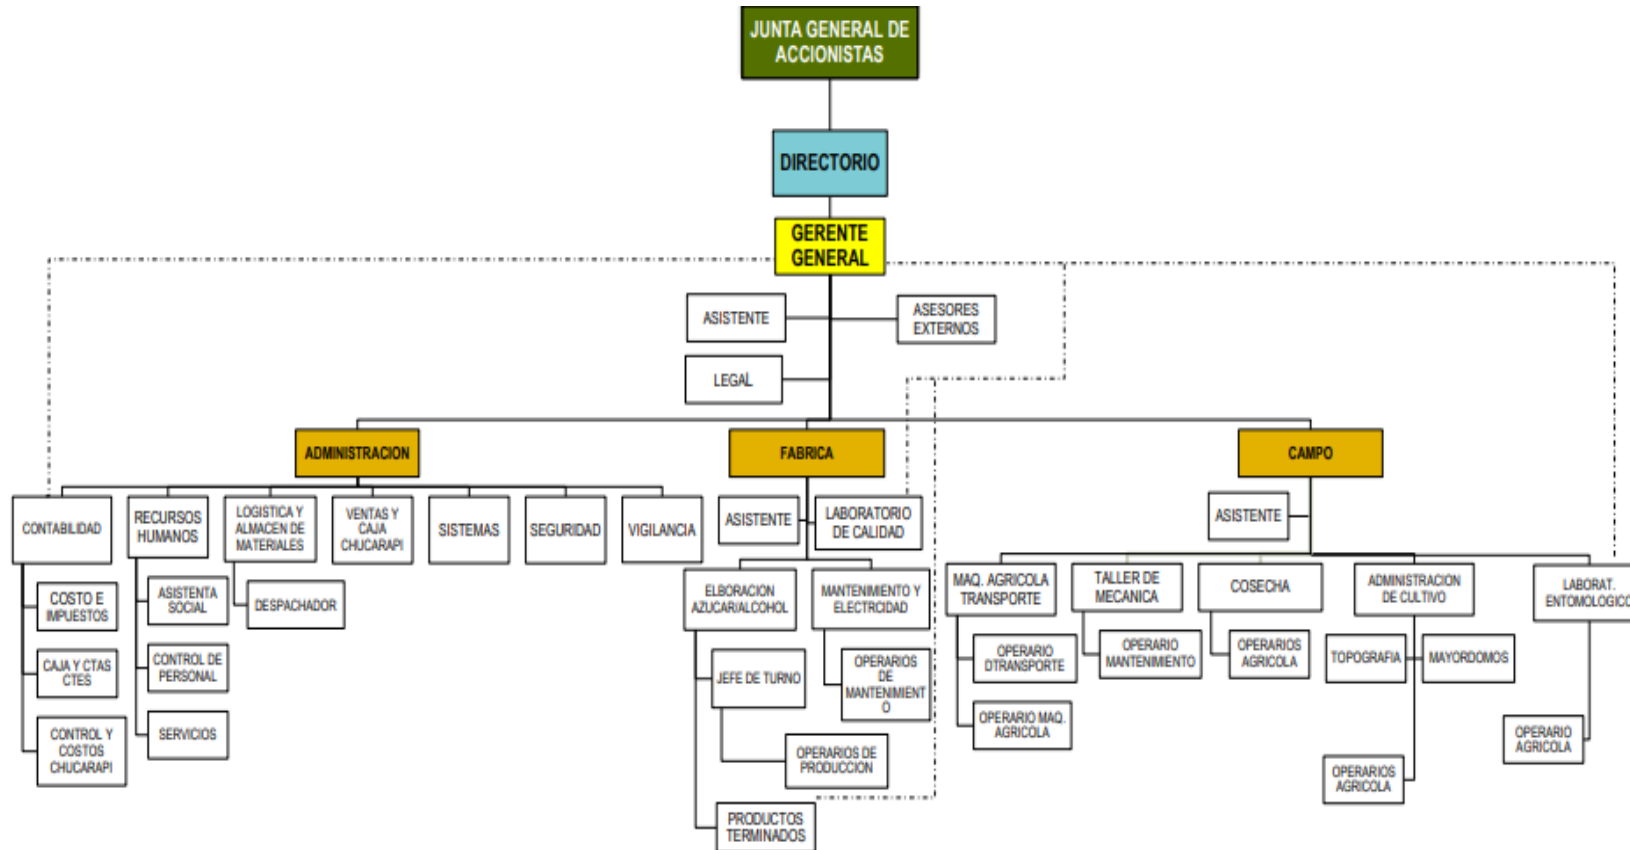 JUNTA GENERAL DE
ACCIONISTAS
DIRECTORIO
GERENTE
GENERAL
ASISTENTE
ASESORES
EXTERNOS
LEGAL
ADMINISTRACION
FABRICA
CAMPO
CONTABILIDAD
RECURSOS
HUMANOS
LOGISTICA Y
ALMACEN DE
MATERIALES
VENTAS Y
CAJA
CHUCARAPI
SISTEMAS
SEGURIDAD
VIGILANCIA
ASISTENTE
LABORATORIO
DE CALIDAD
ASISTENTE
COSTO E
IMPUESTOS
ASISTENTA
SOCIAL
DESPACHADOR
ELBORACION
AZUCAR/ALCOHOL
MANTENIMIENTO Y
ELECTRCIDAD
MAQ. AGRICOLA
TRANSPORTE
TALLER DE
MECANICA
COSECHA
ADMINISTRACION
DE CULTIVO
LABORAT.
ENTOMOLOGICO
CAJA Y CTAS
CTES
CONTROL DE
PERSONAL
JEFE DE TURNO
OPERARIOS
DE
MANTENIMIENT
O
OPERARIO
DTRANSPORTE
OPERARIO
MANTENIMIENTO
OPERARIOS
AGRICOLA
TOPOGRAFIA
MAYORDOMOS
CONTROL Y
COSTOS
CHUCARAPI
SERVICIOS
OPERARIOS DE
PRODUCCION
OPERARIO MAQ.
AGRICOLA
OPERARIOS
AGRICOLA
OPERARIO
AGRICOLA
PRODUCTOS
TERMINADOS